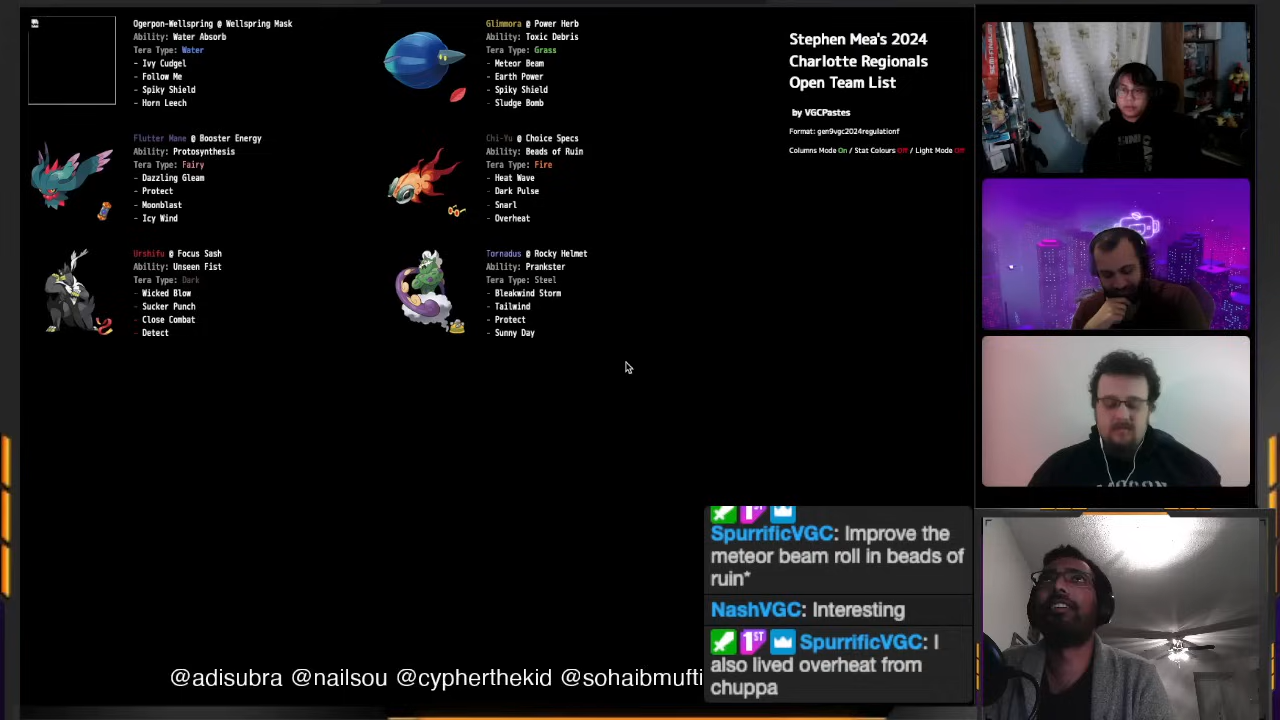 Ogerpon-Wellspring @ Wellspring Mask
Ability: Water Absorb
Tera Type: Water
- Ivy Cudgel
- Follow Me
- Spiky Shield
- Horn Leech
Glimmora @ Power Herb
Ability: Toxic Debris
Tera Type: Grass
- Meteor Beam
- Earth Power
- Spiky Shield
- Sludge Bomb
Flutter Mane @ Booster Energy
Ability: Protosynthesis
Tera Type: Fairy
- Dazzling Gleam
- Protect
- Moonblast
- Icy Wind
Chi-Yu @ Choice Specs
Ability: Beads of Ruin
Tera Type: Fire
- Heat Wave
- Dark Pulse
- Snarl
- Overheat
Urshifu @ Focus Sash
Ability: Unseen Fist
Tera Type: Dark
- Wicked Blow
- Sucker Punch
- Close Combat
- Detect
Tornadus @ Rocky Helmet
Ability: Prankster
Tera Type: Steel
- Bleakwind Storm
- Tailwind
- Protect
- Sunny Day
Stephen Mea's 2024
Charlotte Regionals
Open Team List
by VGCPastes
Format: gen9vgc2024regulationf
Columns Mode On / Stat Colours Off / Light Mode Off
SpurrificVGC: Improve the
meteor beam roll in beads of
ruin*
NashVGC: Interesting
1ST SpurrificVGC: I
also lived overheat from
chuppa
@adisubra @nailsou @cypherthekid @sohaibmufti